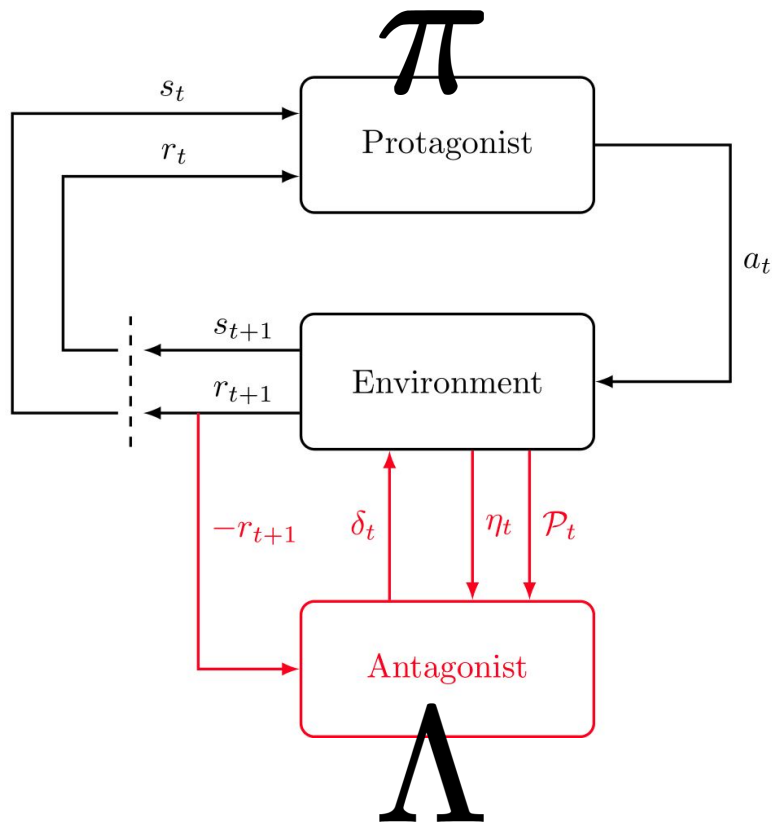 π
s_t
Protagonist
r_t
a_t
s_{t+1}
Environment
r_{t+1}
−r_{t+1}
δ_t
η_t
𝒫_t
Antagonist
Λ